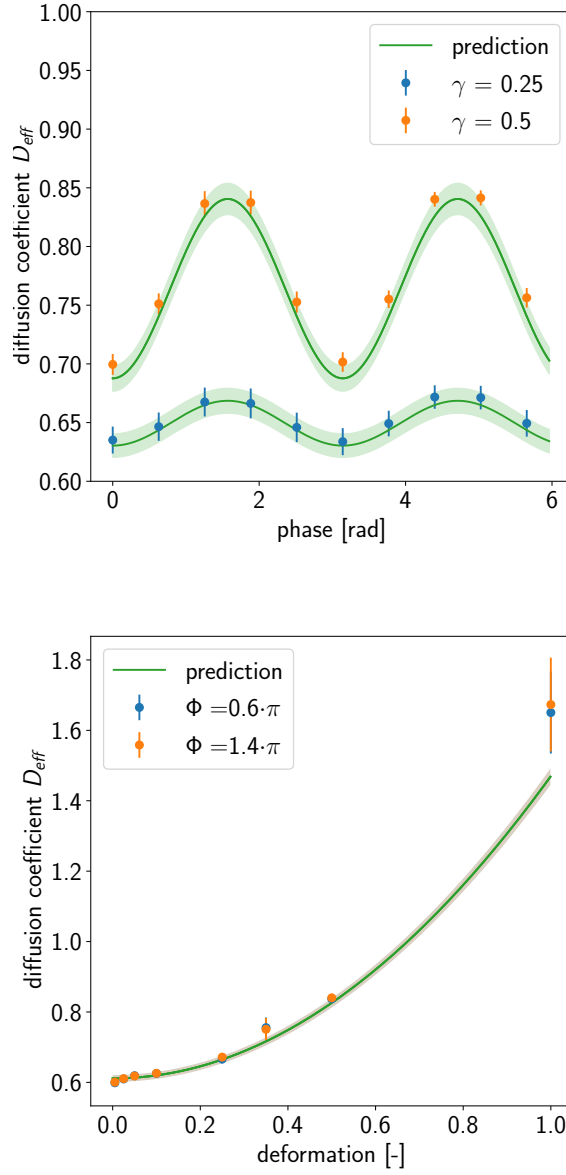 1.00
0.95
0.90
0.85
0.80
0.75
0.70
0.65
0.60
diffusion coefficient D_eff
prediction
γ = 0.25
γ = 0.5
0 2 4 6
phase [rad]
1.8
1.6
1.4
1.2
1.0
0.8
0.6
diffusion coefficient D_eff
prediction
Φ =0.6·π
Φ =1.4·π
0.0 0.2 0.4 0.6 0.8 1.0
deformation [-]